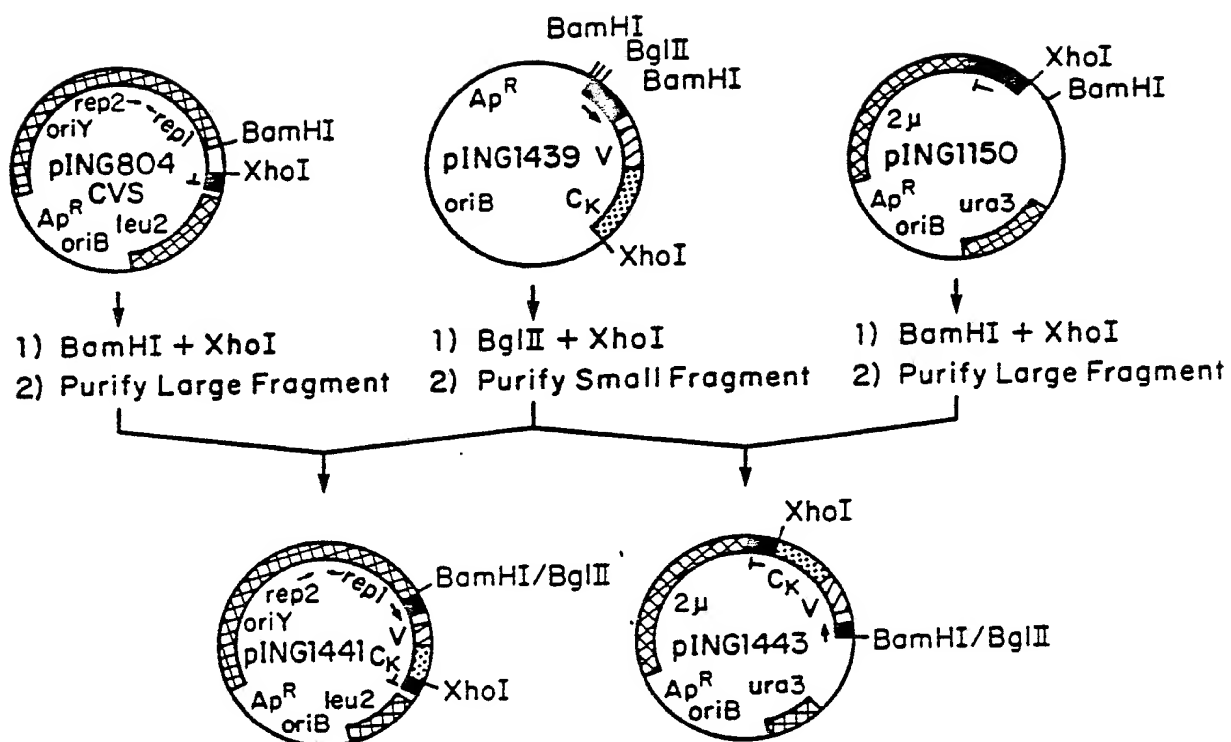 BamHI
BglII
BamHI
XhoI
BamHI
rep2
rep1
oriY
BamHI
XhoI
pING804
CVS
Ap^R
oriB
leu2
Ap^R
pING1439
V
oriB
C_K
XhoI
2μ
pING1150
Ap^R
oriB
ura3
1) BamHI + XhoI
2) Purify Large Fragment
1) BglII + XhoI
2) Purify Small Fragment
1) BamHI + XhoI
2) Purify Large Fragment
rep2
rep1
oriY
BamHI/BglII
V
pING1441
C_K
XhoI
Ap^R
leu2
oriB
XhoI
C_K
V
2μ
pING1443
BamHI/BglII
Ap^R
oriB
ura3